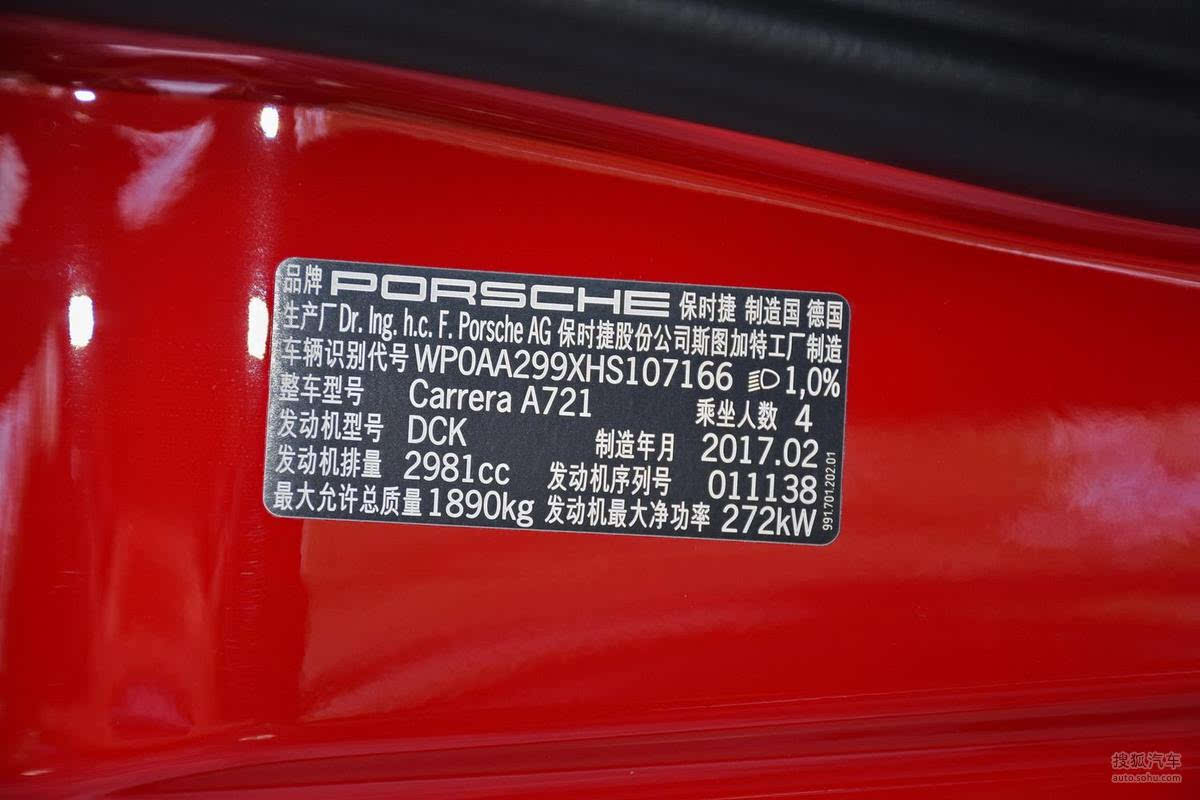 品牌 PORSCHE 保时捷 制造国 德国
生产厂 Dr. Ing. h.c. F. Porsche AG 保时捷股份公司斯图加特工厂制造
车辆识别代号 WP0AA299XHS107166 1,0%
整车型号 Carrera A721 乘坐人数 4
发动机型号 DCK 制造年月 2017.02
发动机排量 2981cc 发动机序列号 011138
最大允许总质量 1890kg 发动机最大净功率 272kW
991.701.202.01
搜狐汽车
auto.sohu.com